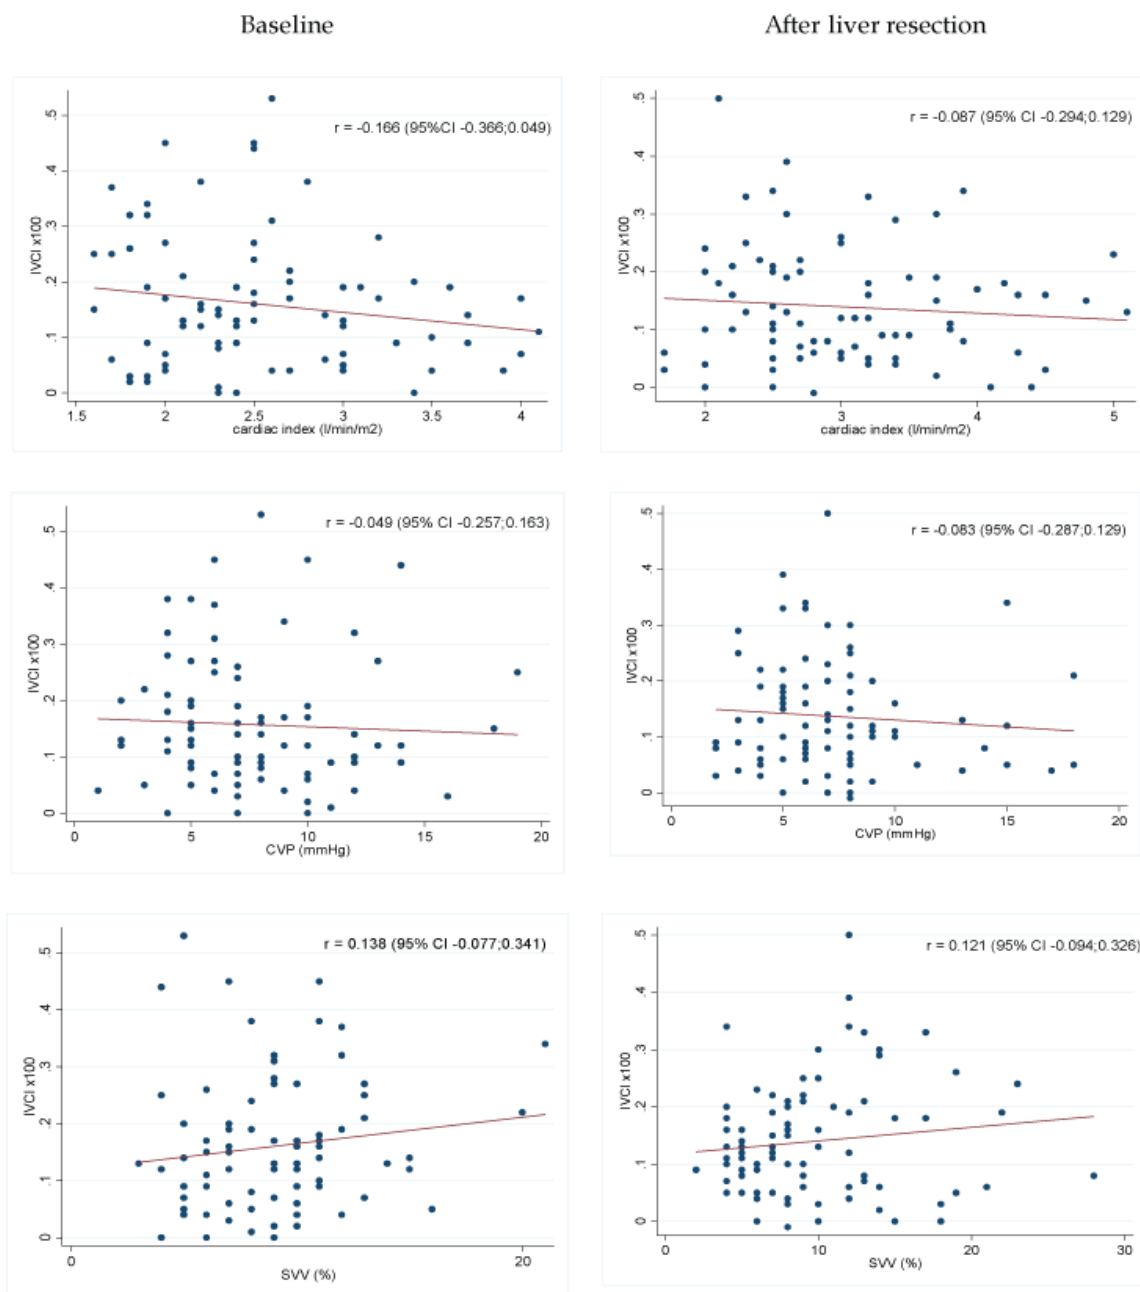 Baseline
After liver resection
r = -0.166 (95%CI -0.366;0.049)
IVCI x100
0 .1 .2 .3 .4 .5
1.5 2 2.5 3 3.5 4
cardiac index (l/min/m2)
r = -0.087 (95% CI -0.294;0.129)
IVCI x100
0 .1 .2 .3 .4 .5
2 3 4 5
cardiac index (l/min/m2)
r = -0.049 (95% CI -0.257;0.163)
IVCI x100
0 .1 .2 .3 .4 .5
0 5 10 15 20
CVP (mmHg)
r = -0.083 (95% CI -0.287;0.129)
IVCI x100
0 .1 .2 .3 .4 .5
0 5 10 15 20
CVP (mmHg)
r = 0.138 (95% CI -0.077;0.341)
IVCI x100
0 .1 .2 .3 .4 .5
0 20
SVV (%)
r = 0.121 (95% CI -0.094;0.326)
IVCI x100
0 .1 .2 .3 .4 .5
0 10 20 30
SVV (%)